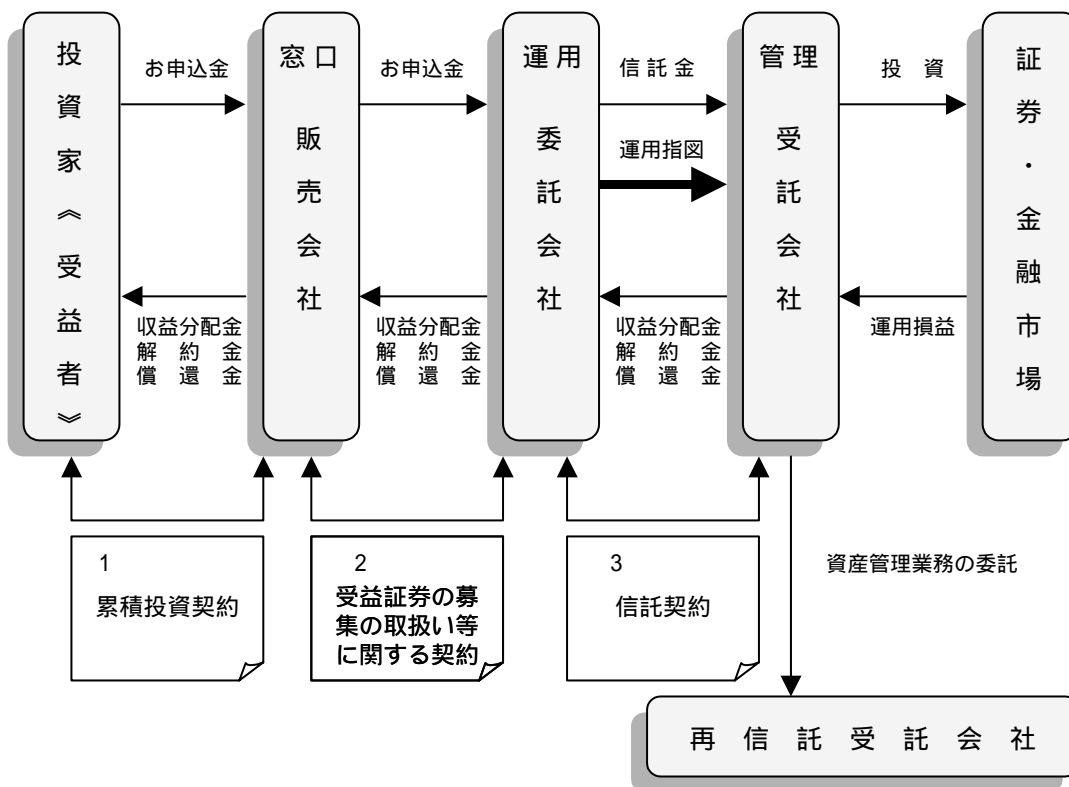 投資家《受益者》
お申込金
窓口
販売会社
お申込金
運用
委託会社
信託金
運用指図
管理
受託会社
投 資
証券・金融市場
収益分配金
解 約 金
償 還 金
収益分配金
解 約 金
償 還 金
収益分配金
解 約 金
償 還 金
運用損益
1
累積投資契約
2
受益証券の募
集の取扱い等
に関する契約
3
信託契約
資産管理業務の委託
再信託受託会社